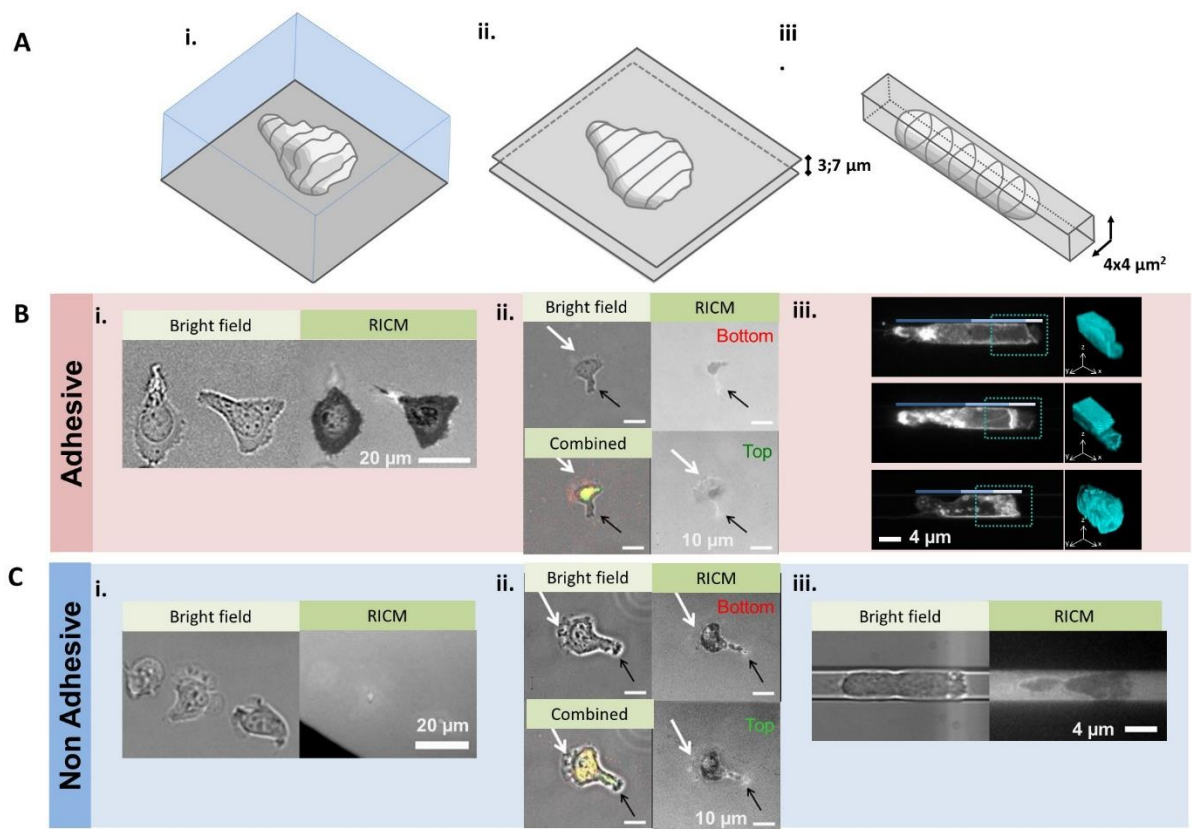 A
i.
ii.
iii
.
3;7 µm
4x4 µm²
B
Adhesive
i.
Bright field
RICM
20 µm
ii.
Bright field
RICM
Bottom
Combined
Top
10 µm
iii.
z
Y
x
z
Y
x
z
Y
x
4 µm
C
Non Adhesive
i.
Bright field
RICM
20 µm
ii.
Bright field
RICM
Bottom
Combined
Top
10 µm
iii.
Bright field
RICM
4 µm